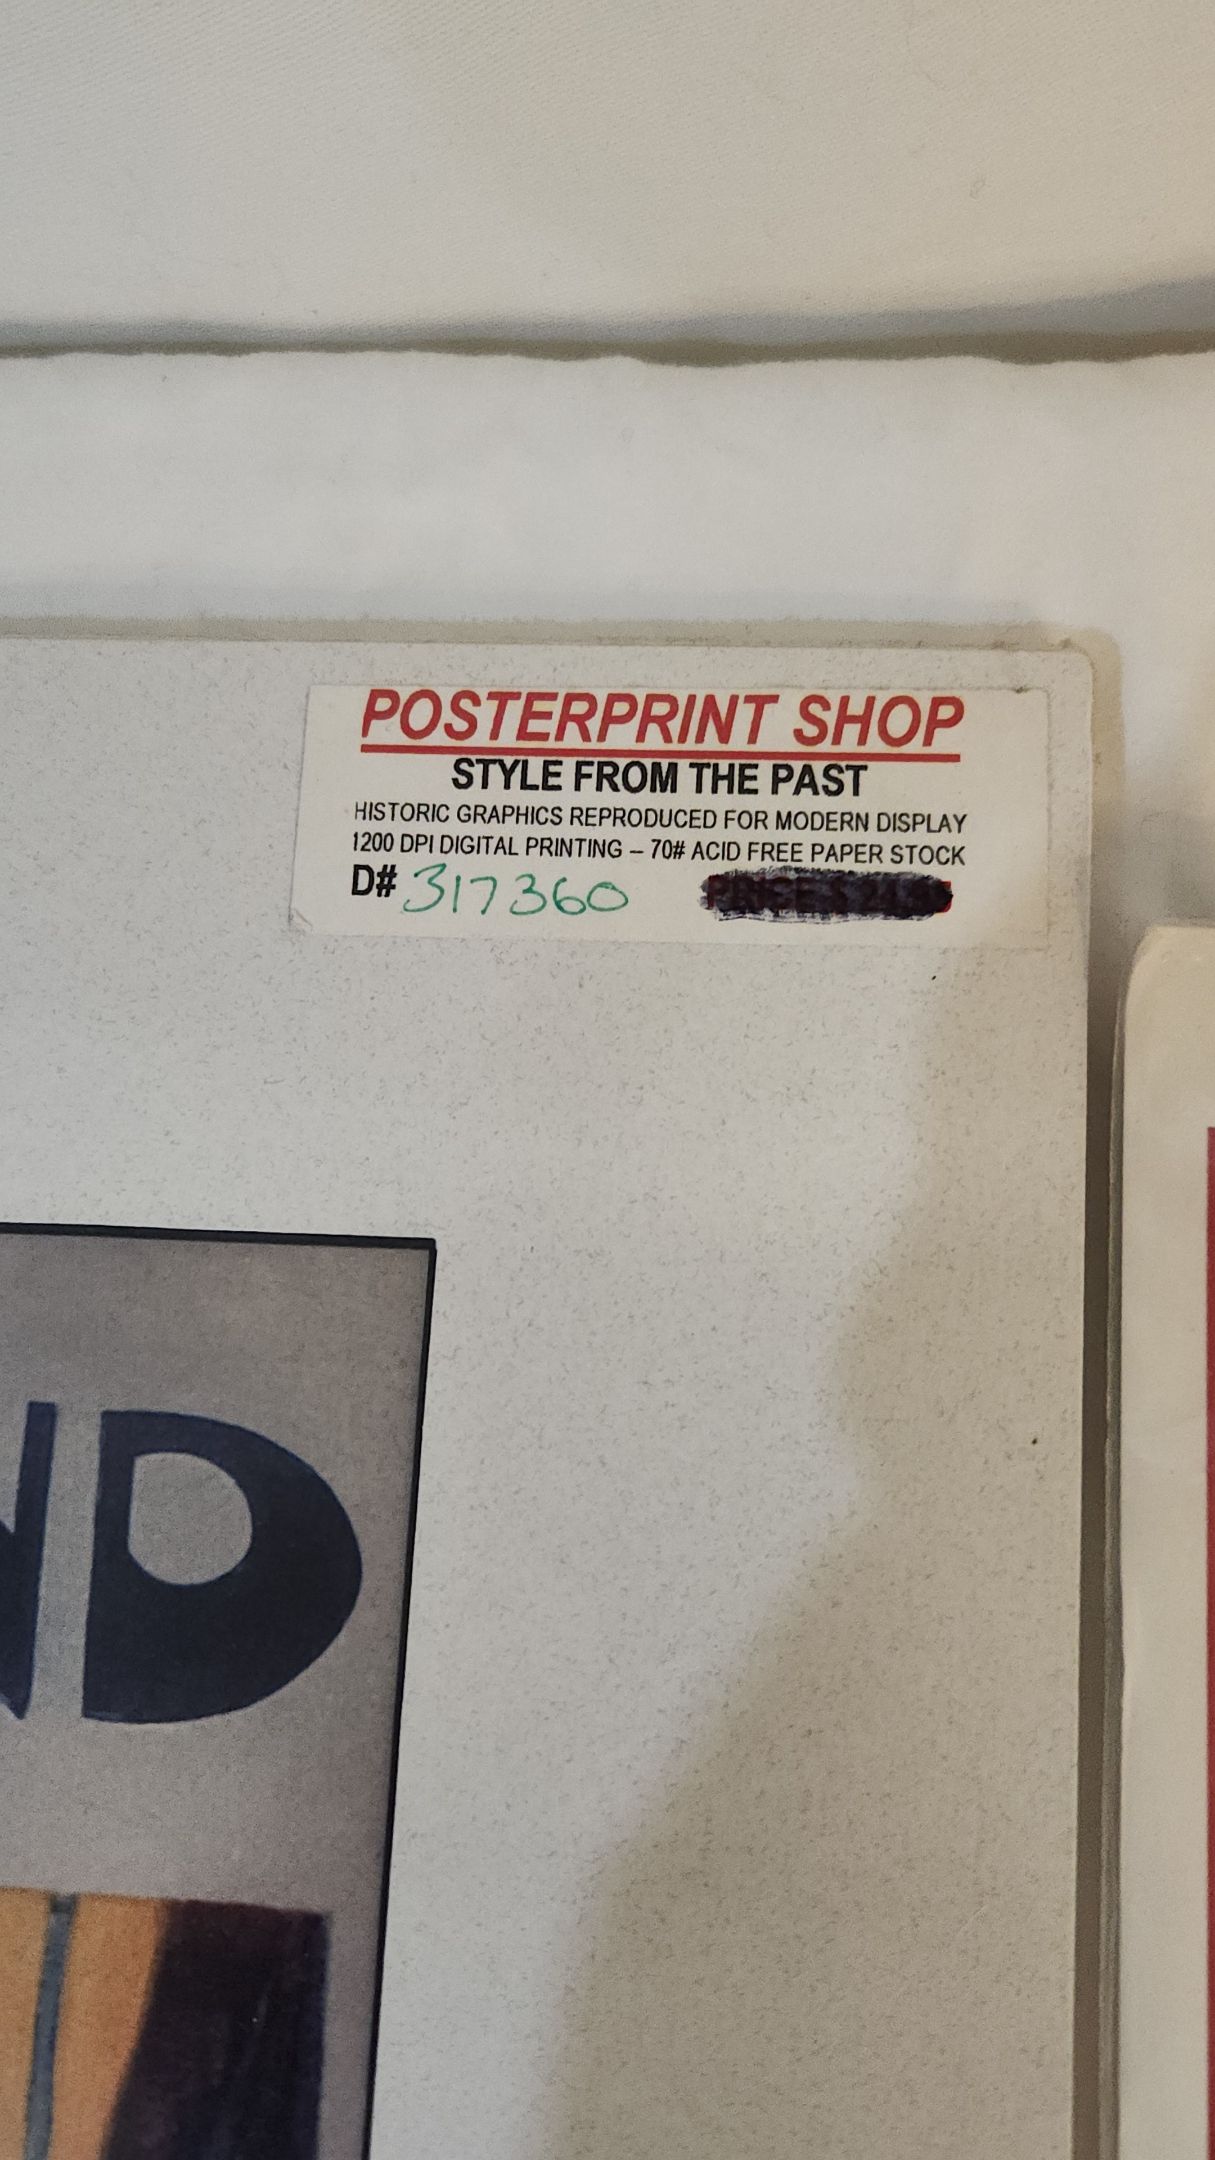 POSTERPRINT SHOP
STYLE FROM THE PAST
HISTORIC GRAPHICS REPRODUCED FOR MODERN DISPLAY
1200 DPI DIGITAL PRINTING – 70# ACID FREE PAPER STOCK
D# 317360
ND